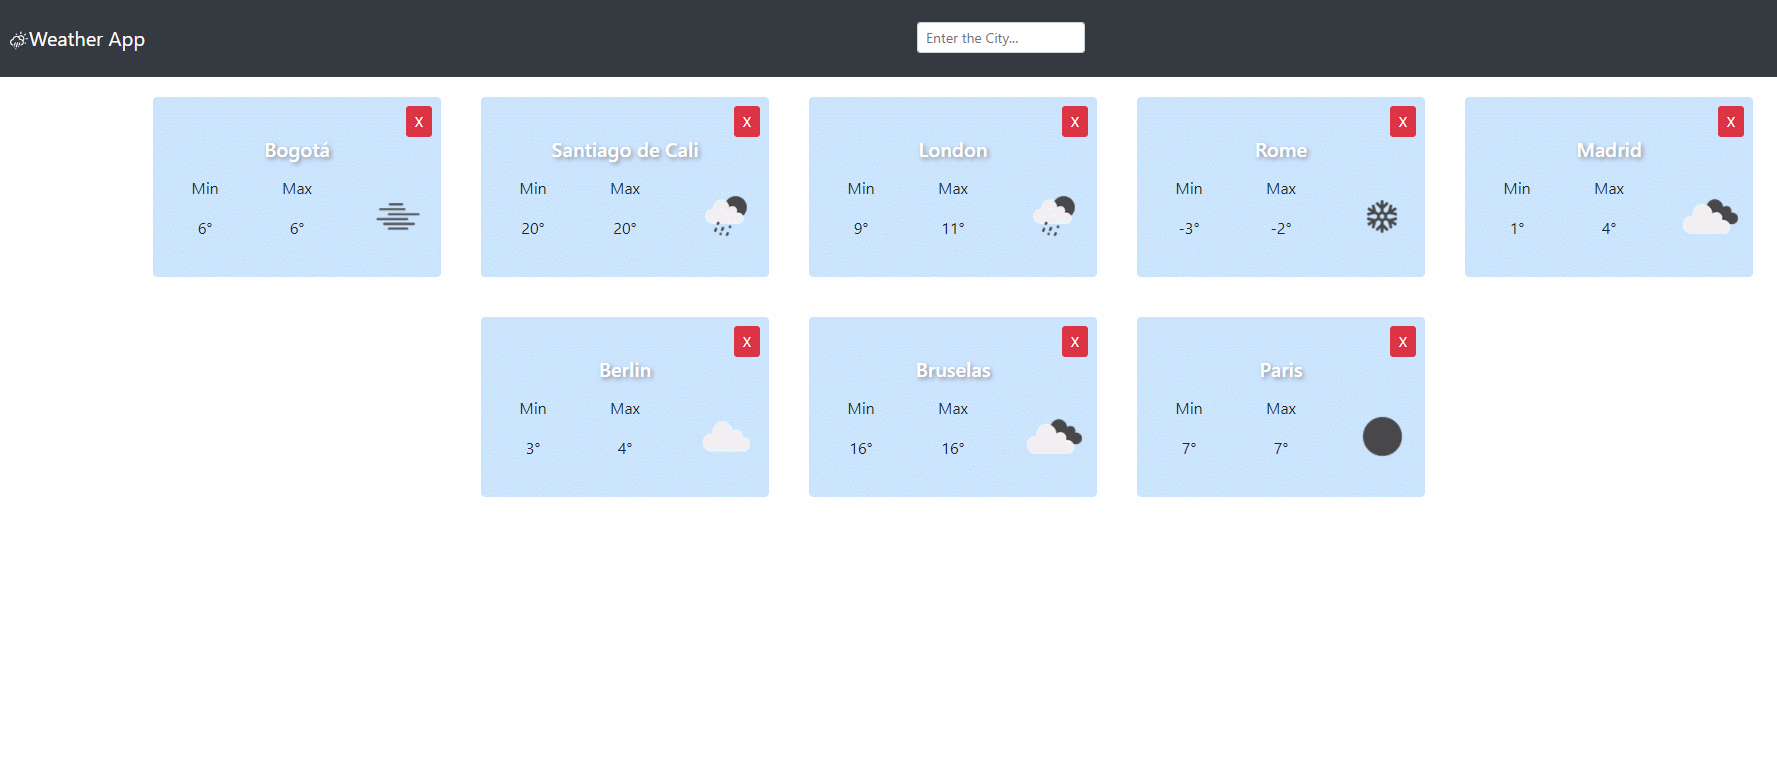 Weather App
Enter the City...
X
Bogotá
Min Max
6° 6°
X
Santiago de Cali
Min Max
20° 20°
X
London
Min Max
9° 11°
X
Rome
Min Max
-3° -2°
X
Madrid
Min Max
1° 4°
X
Berlin
Min Max
3° 4°
X
Bruselas
Min Max
16° 16°
X
Paris
Min Max
7° 7°